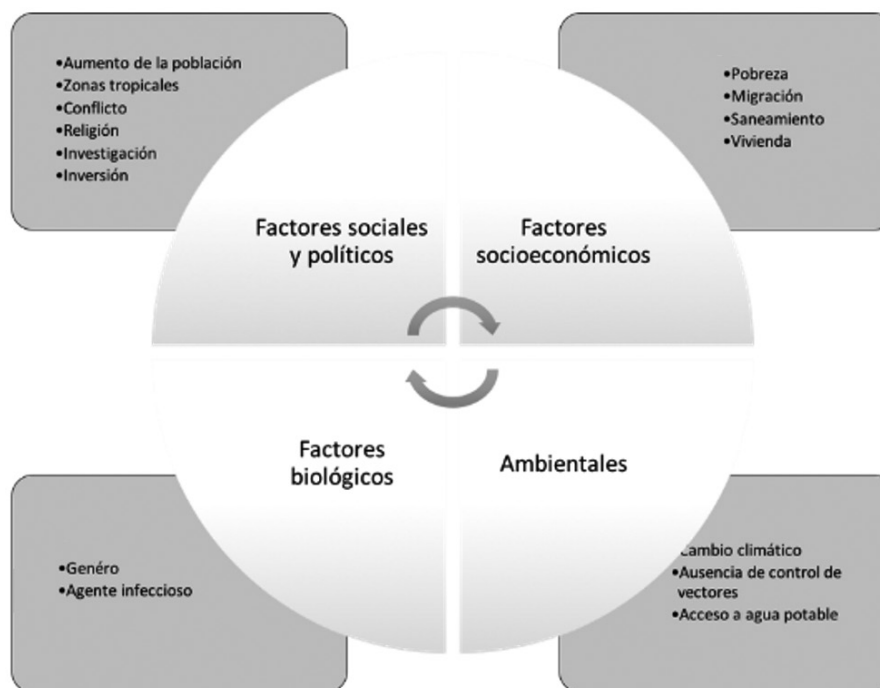 •Aumento de la población
•Zonas tropicales
•Conflicto
•Religión
•Investigación
•Inversión
•Pobreza
•Migración
•Saneamiento
•Vivienda
Factores sociales
y políticos
Factores
socioeconómicos
Factores
biológicos
Ambientales
•Genéro
•Agente infeccioso
Cambio climático
•Ausencia de control de
vectores
•Acceso a agua potable